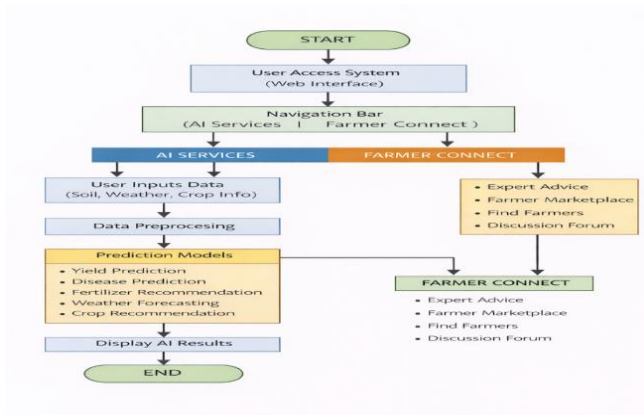 START
User Access System
(Web Interface)
Navigation Bar
(AI Services | Farmer Connect )
AI SERVICES
FARMER CONNECT
User Inputs Data
(Soil, Weather, Crop Info)
Data Preprocesing
Prediction Models
• Yield Prediction
• Disease Prediction
• Fertilizer Recommendation
• Weather Forecasting
• Crop Recommendation
Display AI Results
END
• Expert Advice
• Farmer Marketplace
• Find Farmers
• Discussion Forum
FARMER CONNECT
• Expert Advice
• Farmer Marketplace
• Find Farmers
• Discussion Forum